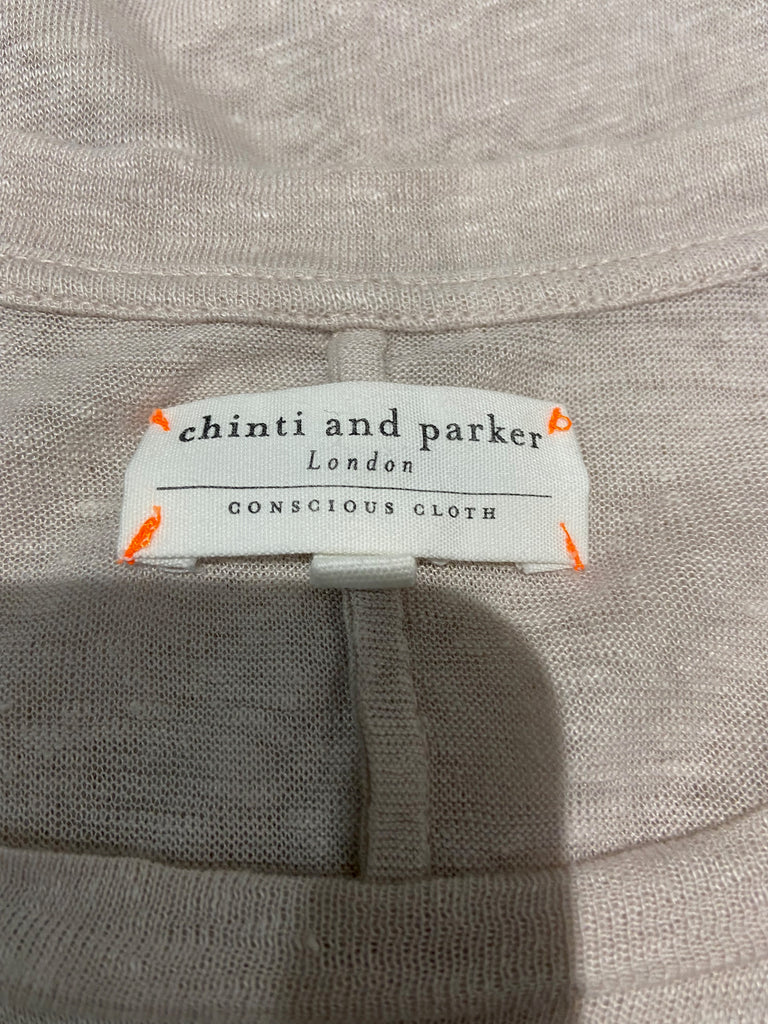 chinti and parker
London
CONSCIOUS CLOTH